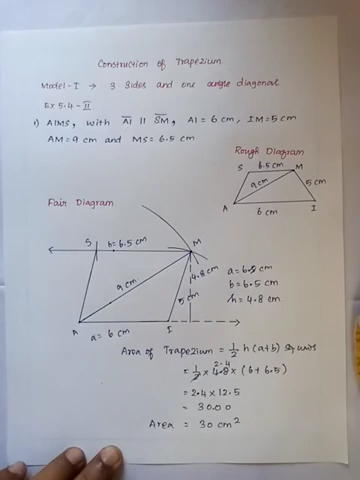 Construction of Trapezium
Model-I → 3 sides and one angle diagonal
Ex 5.4 - II
1) AIMS, with AI || SM, AI = 6 cm, IM = 5 cm
AM = 9 cm and MS = 6.5 cm
Rough Diagram
S 6.5 cm M
9 cm 5 cm
A 6 cm I
Fair Diagram
S b = 6.5 cm M
9 cm 4.8 cm
5 cm
A a = 6 cm I
a = 6 cm
b = 6.5 cm
h = 4.8 cm
Area of Trapezium = 1/2 h (a+b) sq units
= 1/2 × 4.8 × (6 + 6.5)
2.4
= 2.4 × 12.5
= 30.00
Area = 30 cm²